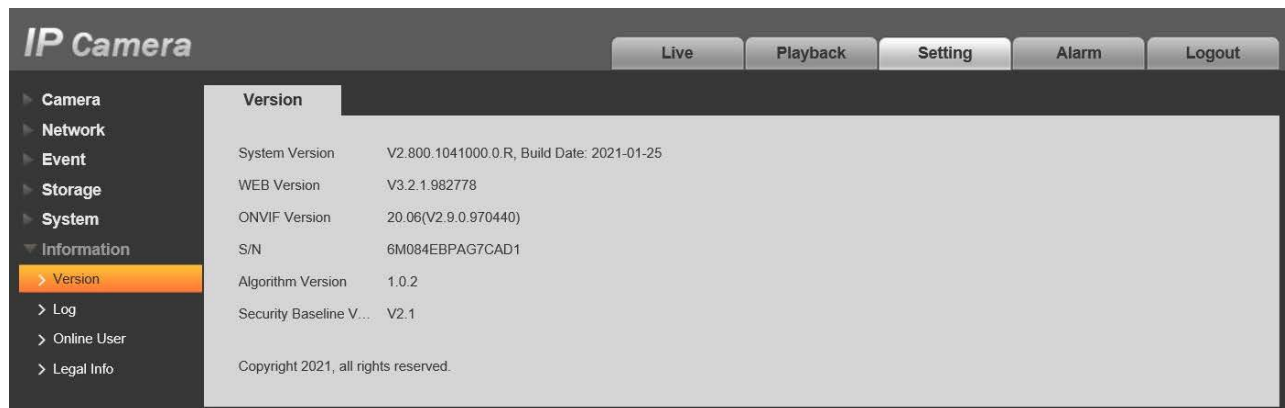 IP Camera
Live Playback Setting Alarm Logout
Camera
Network
Event
Storage
System
Information
Version
Log
Online User
Legal Info
Version
System Version V2.800.1041000.0.R, Build Date: 2021-01-25
WEB Version V3.2.1.982778
ONVIF Version 20.06(V2.9.0.970440)
S/N 6M084EBPAG7CAD1
Algorithm Version 1.0.2
Security Baseline V... V2.1
Copyright 2021, all rights reserved.